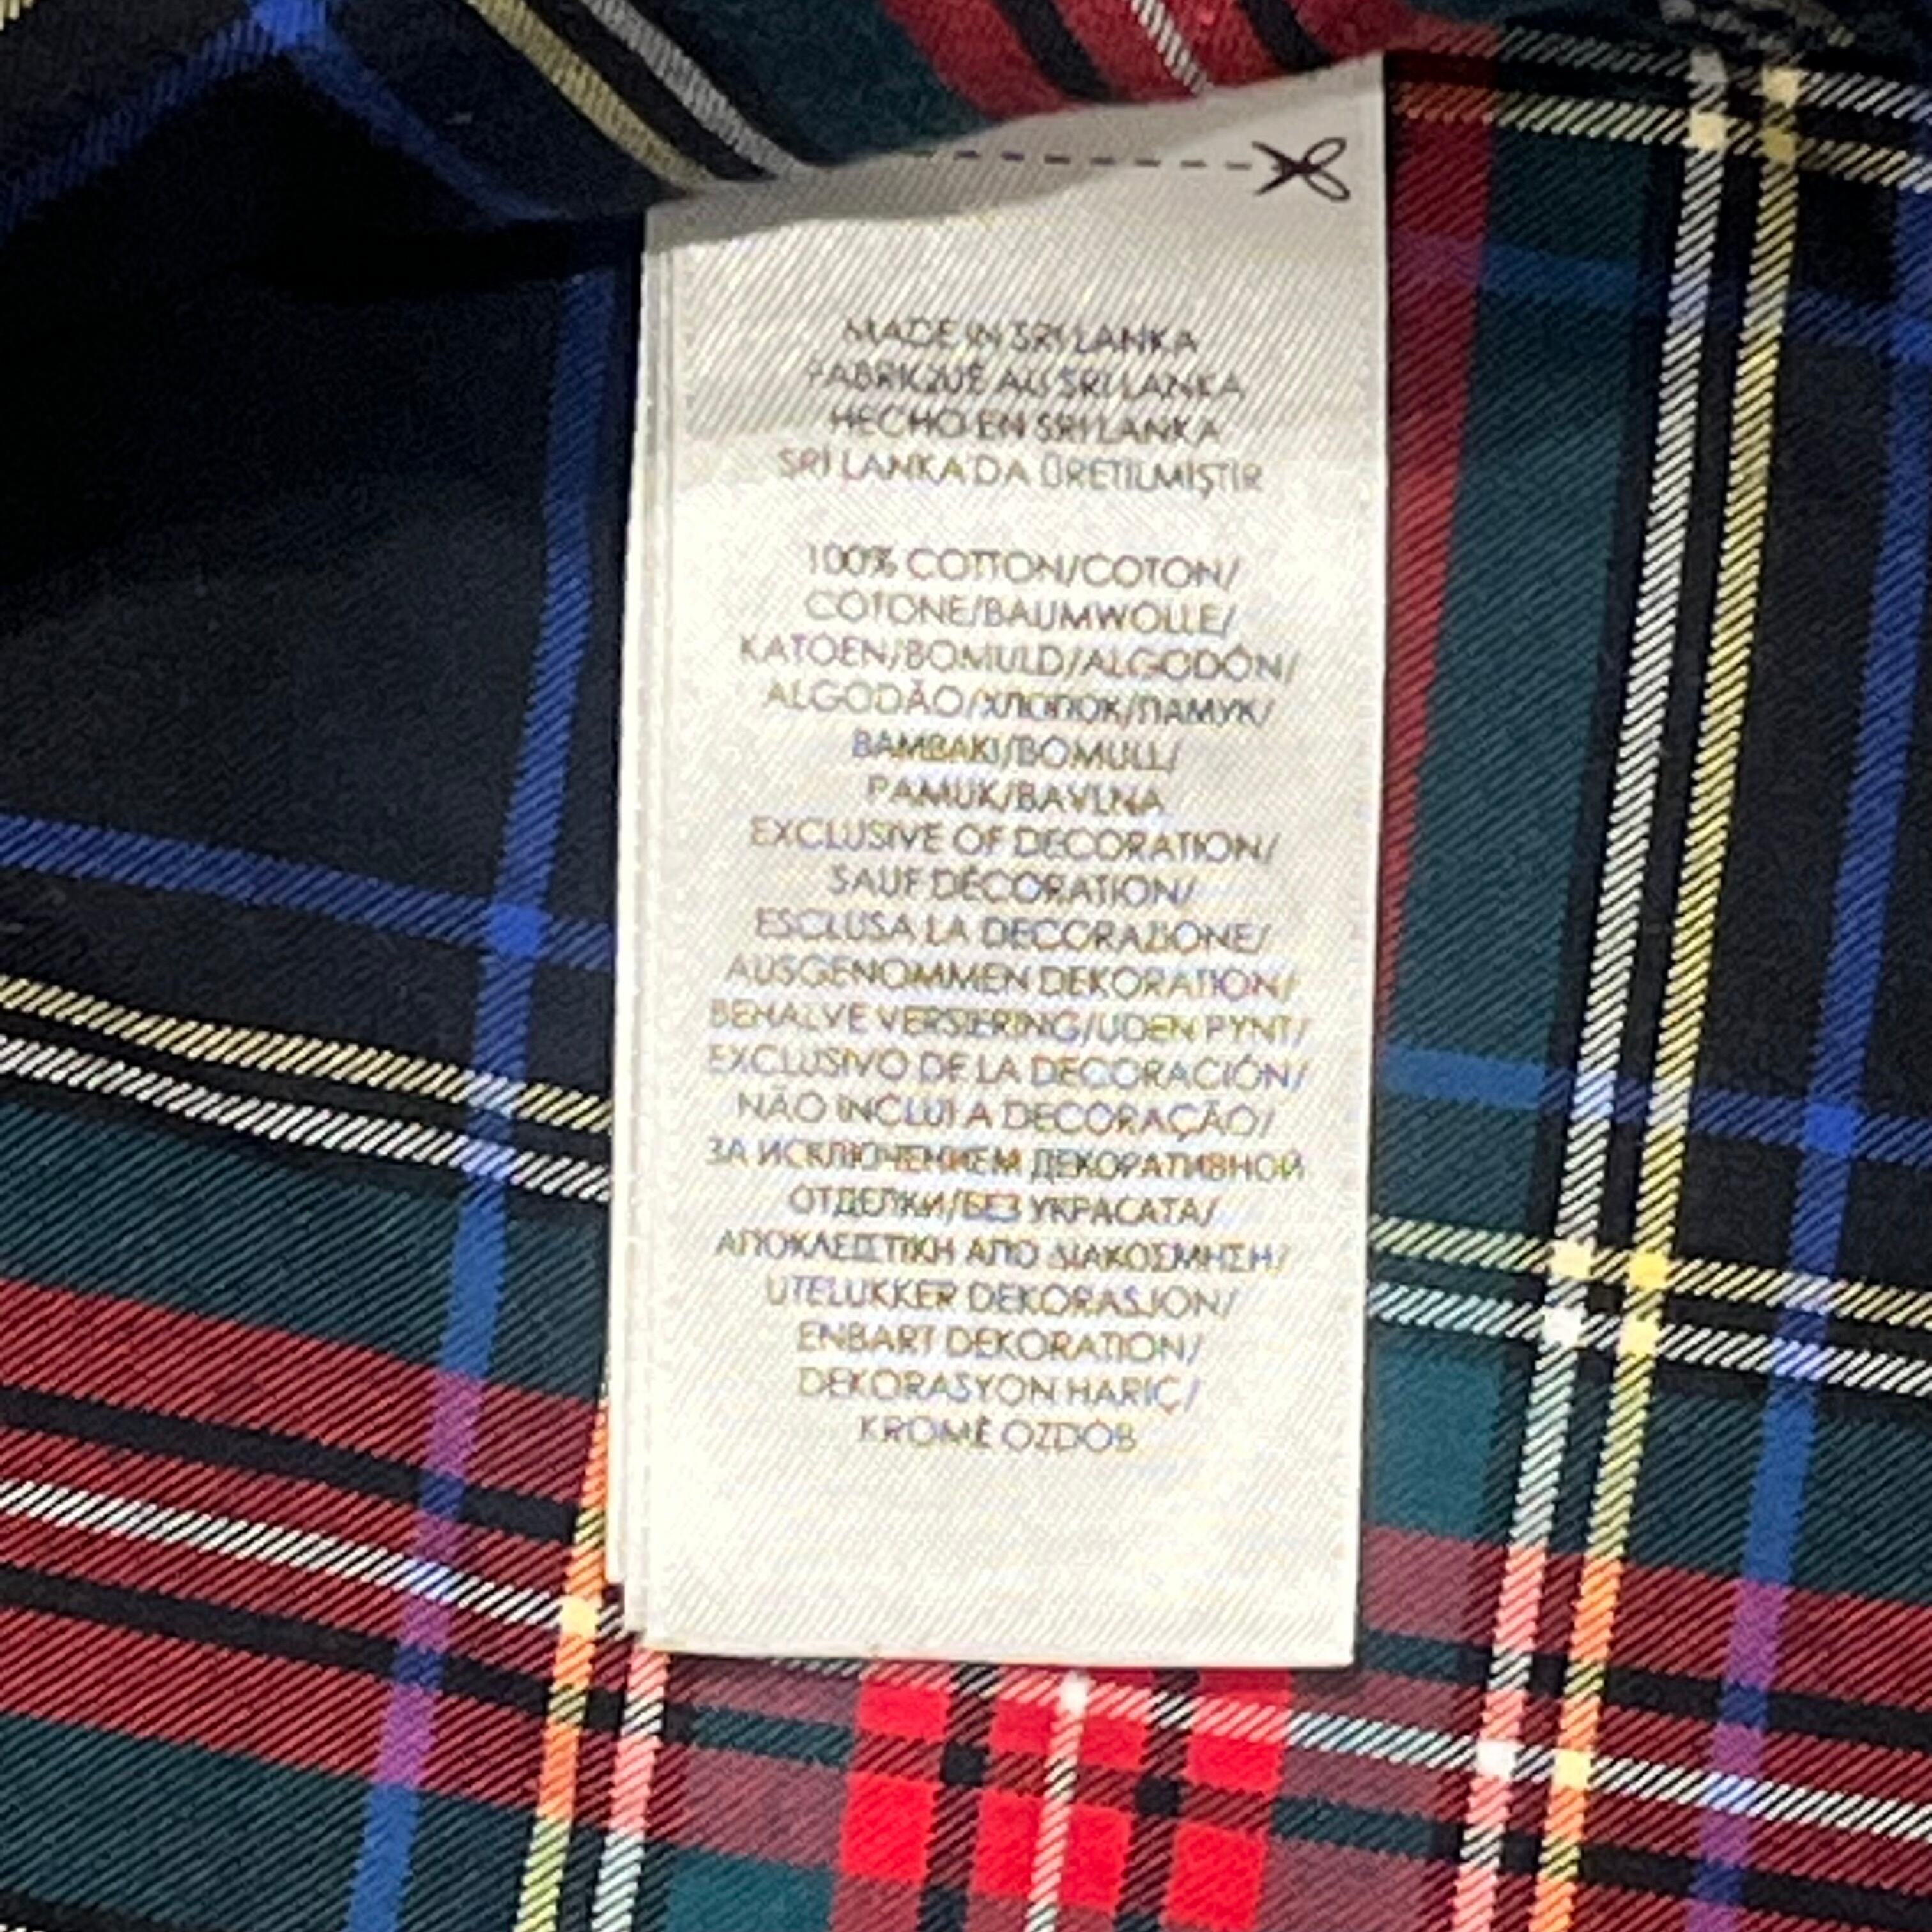 MADE IN SRI LANKA
FABRIQUÉ AU SRI LANKA
HECHO EN SRI LANKA
SRİ LANKA DA ÜRETILMIŞTIR
100% COTTON/COTON/
COTONE/BAUMWOLLE/
KATOEN/BOMULD/ALGODÓN/
ALGODÃO/ХЛОПОК/ПАМУК/
ΒΑΜΒΑΚΙ/BOMULL/
PAMUK/BAVLNA
EXCLUSIVE OF DECORATION/
SAUF DÉCORATION/
ESCLUSA LA DECORAZIONE/
AUSGENOMMEN DEKORATION/
BEHALVE VERSIERING/UDEN PYNT/
EXCLUSIVO DE LA DECORACIÓN/
NÃO INCLUI A DECORAÇÃO/
ЗА ИСКЛЮЧЕНИЕМ ДЕКОРАТИВНОЙ
ОТДЕЛКИ/БЕЗ УКРАСАТА/
ΑΠΟΚΛΕΙΣΤΙΚΗ ΑΠΟ ΔΙΑΚΟΣΜΗΣΗ/
UTELUKKER DEKORASJON/
ENBART DEKORATION/
DEKORASYON HARIÇ/
KROMĚ OZDOB